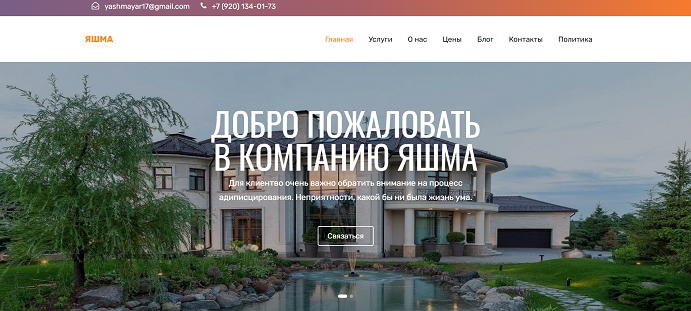 yashmayar17@gmail.com +7 (920) 134-01-73
ЯШМА Главная Услуги О нас Цены Блог Контакты Политика
ДОБРО ПОЖАЛОВАТЬ
В КОМПАНИЮ ЯШМА
Для клиентво очень важно обратить внимание на процесс
адиписцирования. Неприятности, какой бы ни была жизнь ума.
Связаться